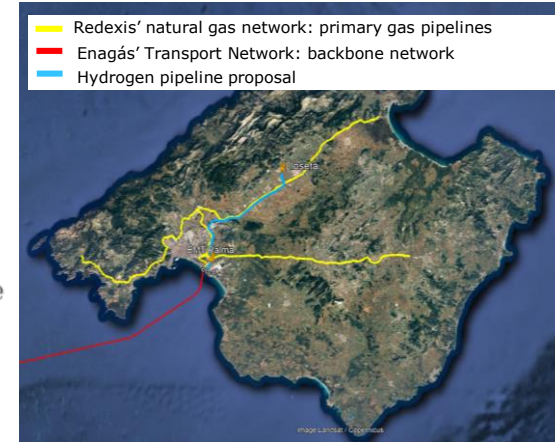 Redexis’ natural gas network: primary gas pipelines
Enagás’ Transport Network: backbone network
Hydrogen pipeline proposal
lloseta
EMT Palma
e
Image Landsat / Copernicus